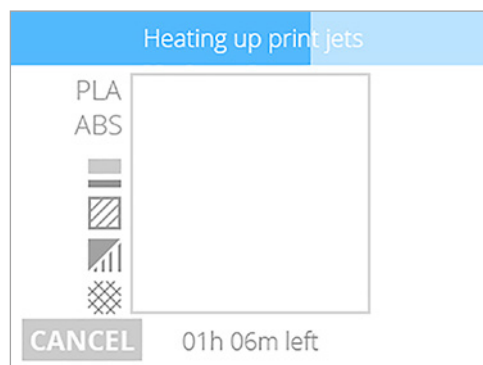 Heating up print jets
PLA
ABS
CANCEL
01h 06m left